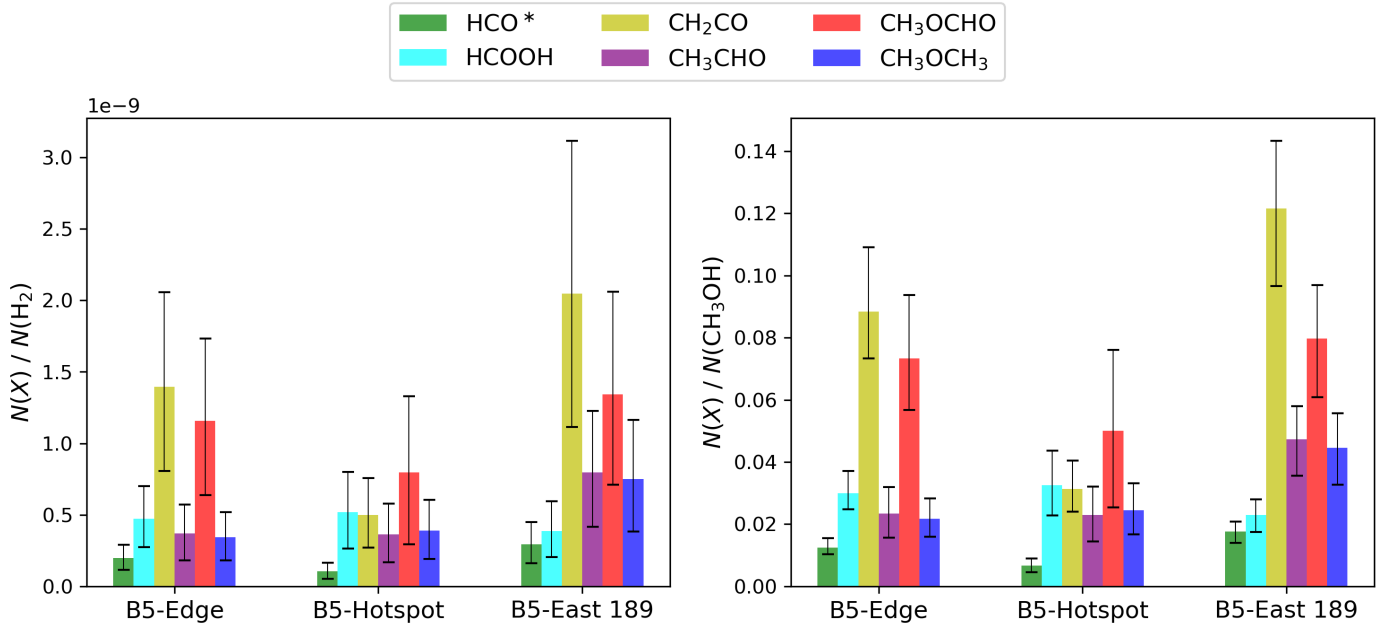 HCO* CH₂CO CH₃OCHO
HCOOH CH₃CHO CH₃OCH₃
1e−9
3.0
2.5
2.0
1.5
1.0
0.5
0.0
N(X) / N(H₂)
B5-Edge B5-Hotspot B5-East 189
0.14
0.12
0.10
0.08
0.06
0.04
0.02
0.00
N(X) / N(CH₃OH)
B5-Edge B5-Hotspot B5-East 189